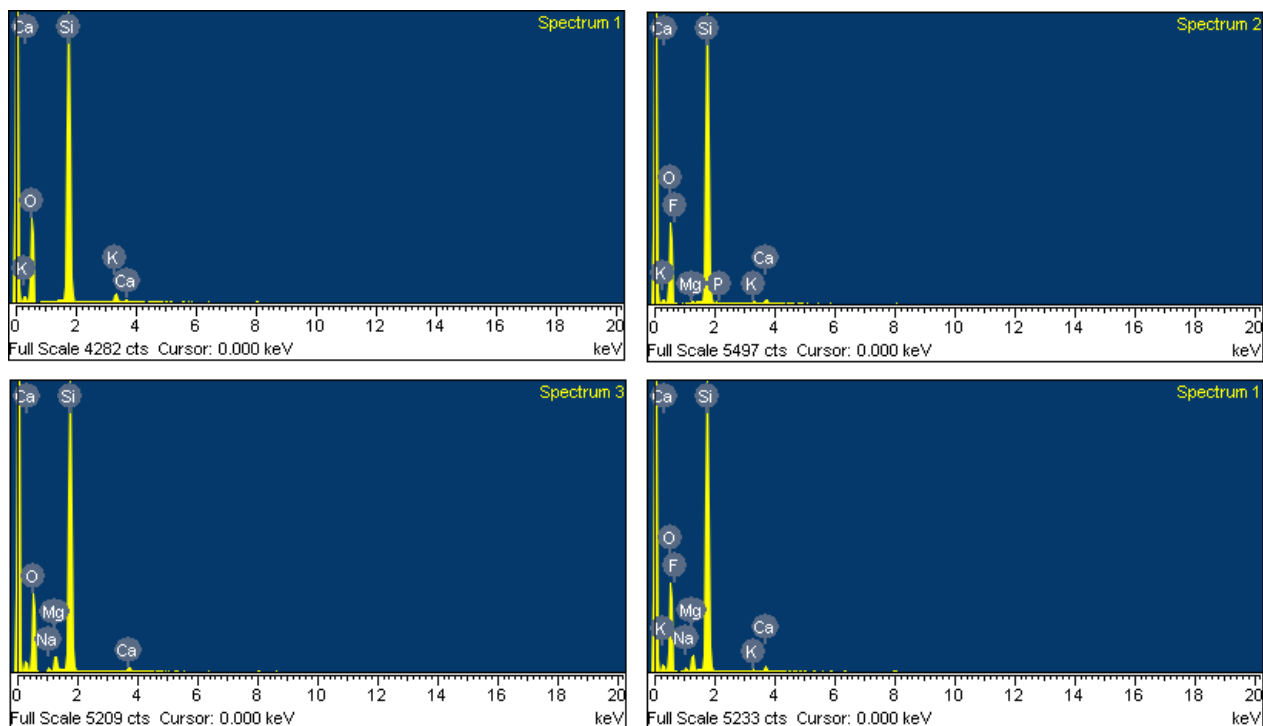 Spectrum 1
Ca Si
O
K K Ca
0 2 4 6 8 10 12 14 16 18 20
Full Scale 4282 cts Cursor: 0.000 keV keV
Spectrum 2
Ca Si
O
F
K Mg P K Ca
0 2 4 6 8 10 12 14 16 18 20
Full Scale 5497 cts Cursor: 0.000 keV keV
Spectrum 3
Ca Si
O
Mg
Na Ca
0 2 4 6 8 10 12 14 16 18 20
Full Scale 5209 cts Cursor: 0.000 keV keV
Spectrum 1
Ca Si
O
F
Mg
K Na K Ca
0 2 4 6 8 10 12 14 16 18 20
Full Scale 5233 cts Cursor: 0.000 keV keV